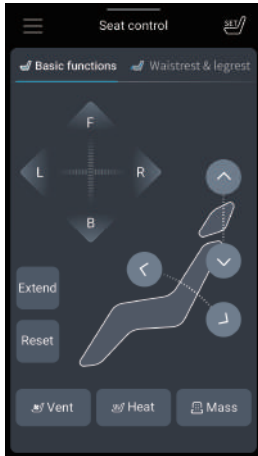 Seat control
SET
Basic functions
Waistrest & legrest
F
L
R
B
Extend
Reset
Vent
Heat
Mass